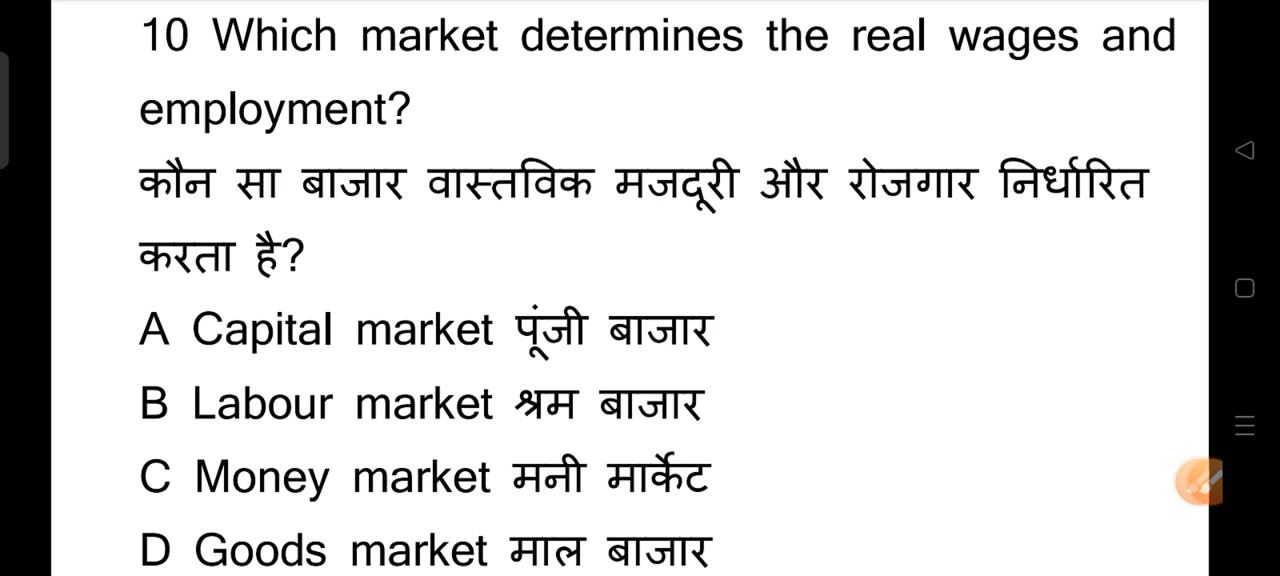 10 Which market determines the real wages and
employment?
कौन सा बाजार वास्तविक मजदूरी और रोजगार निर्धारित
करता है?
A Capital market पूंजी बाजार
B Labour market श्रम बाजार
C Money market मनी मार्केट
D Goods market माल बाजार